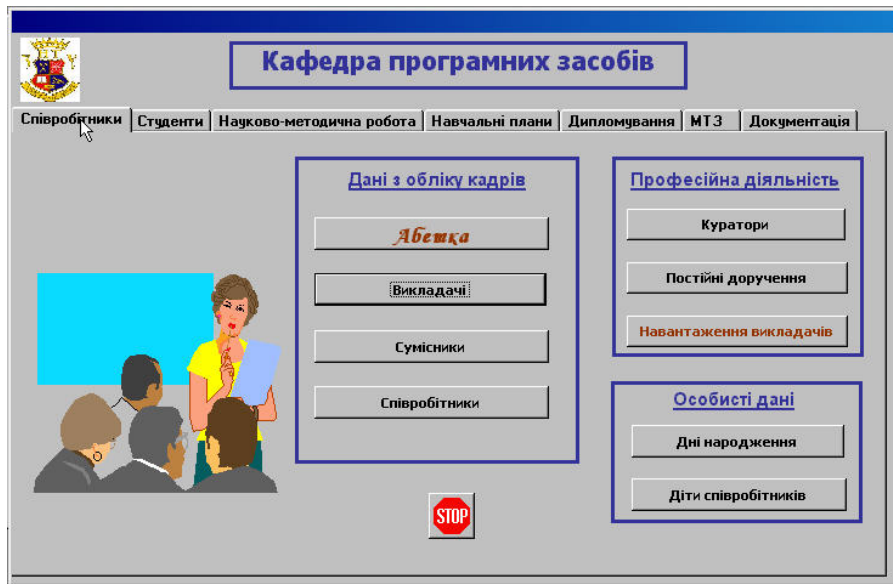 Кафедра програмних засобів
Співробітники Студенти Науково-методична робота Навчальні плани Дипломування МТЗ Документація
Дані з обліку кадрів
Абетка
Викладачі
Сумісники
Співробітники
Професійна діяльність
Куратори
Постійні доручення
Навантаження викладачів
Особисті дані
Дні народження
Діти співробітників
STOP